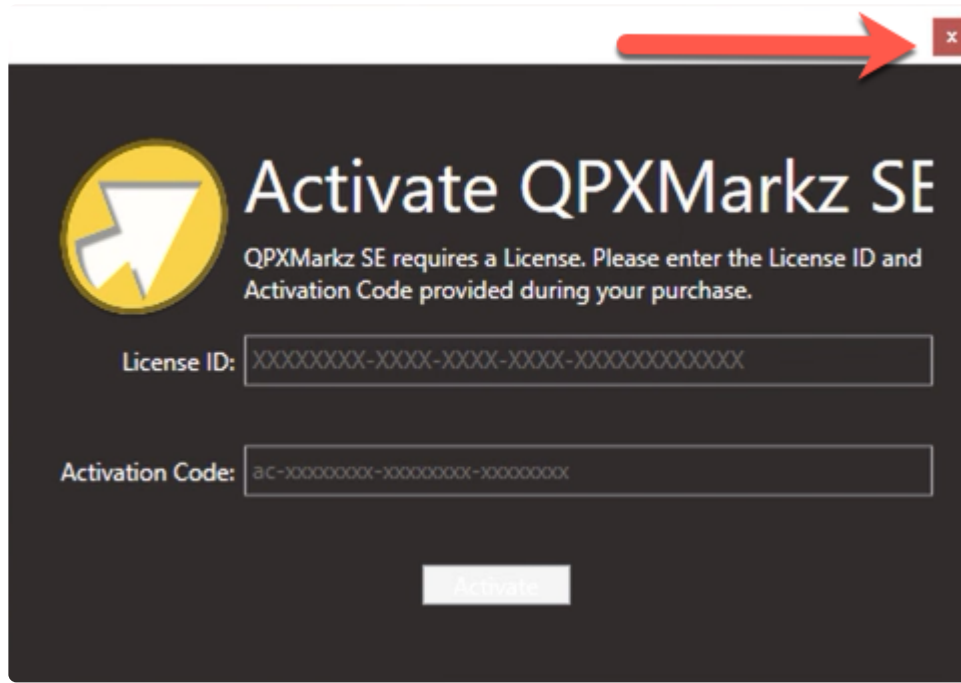 x
Activate QPXMarkz SE
QPXMarkz SE requires a License. Please enter the License ID and
Activation Code provided during your purchase.
License ID: XXXXXXXX-XXXX-XXXX-XXXX-XXXXXXXXXXXX
Activation Code: ac-xxxxxxxx-xxxxxxxx-xxxxxxxx
Activate